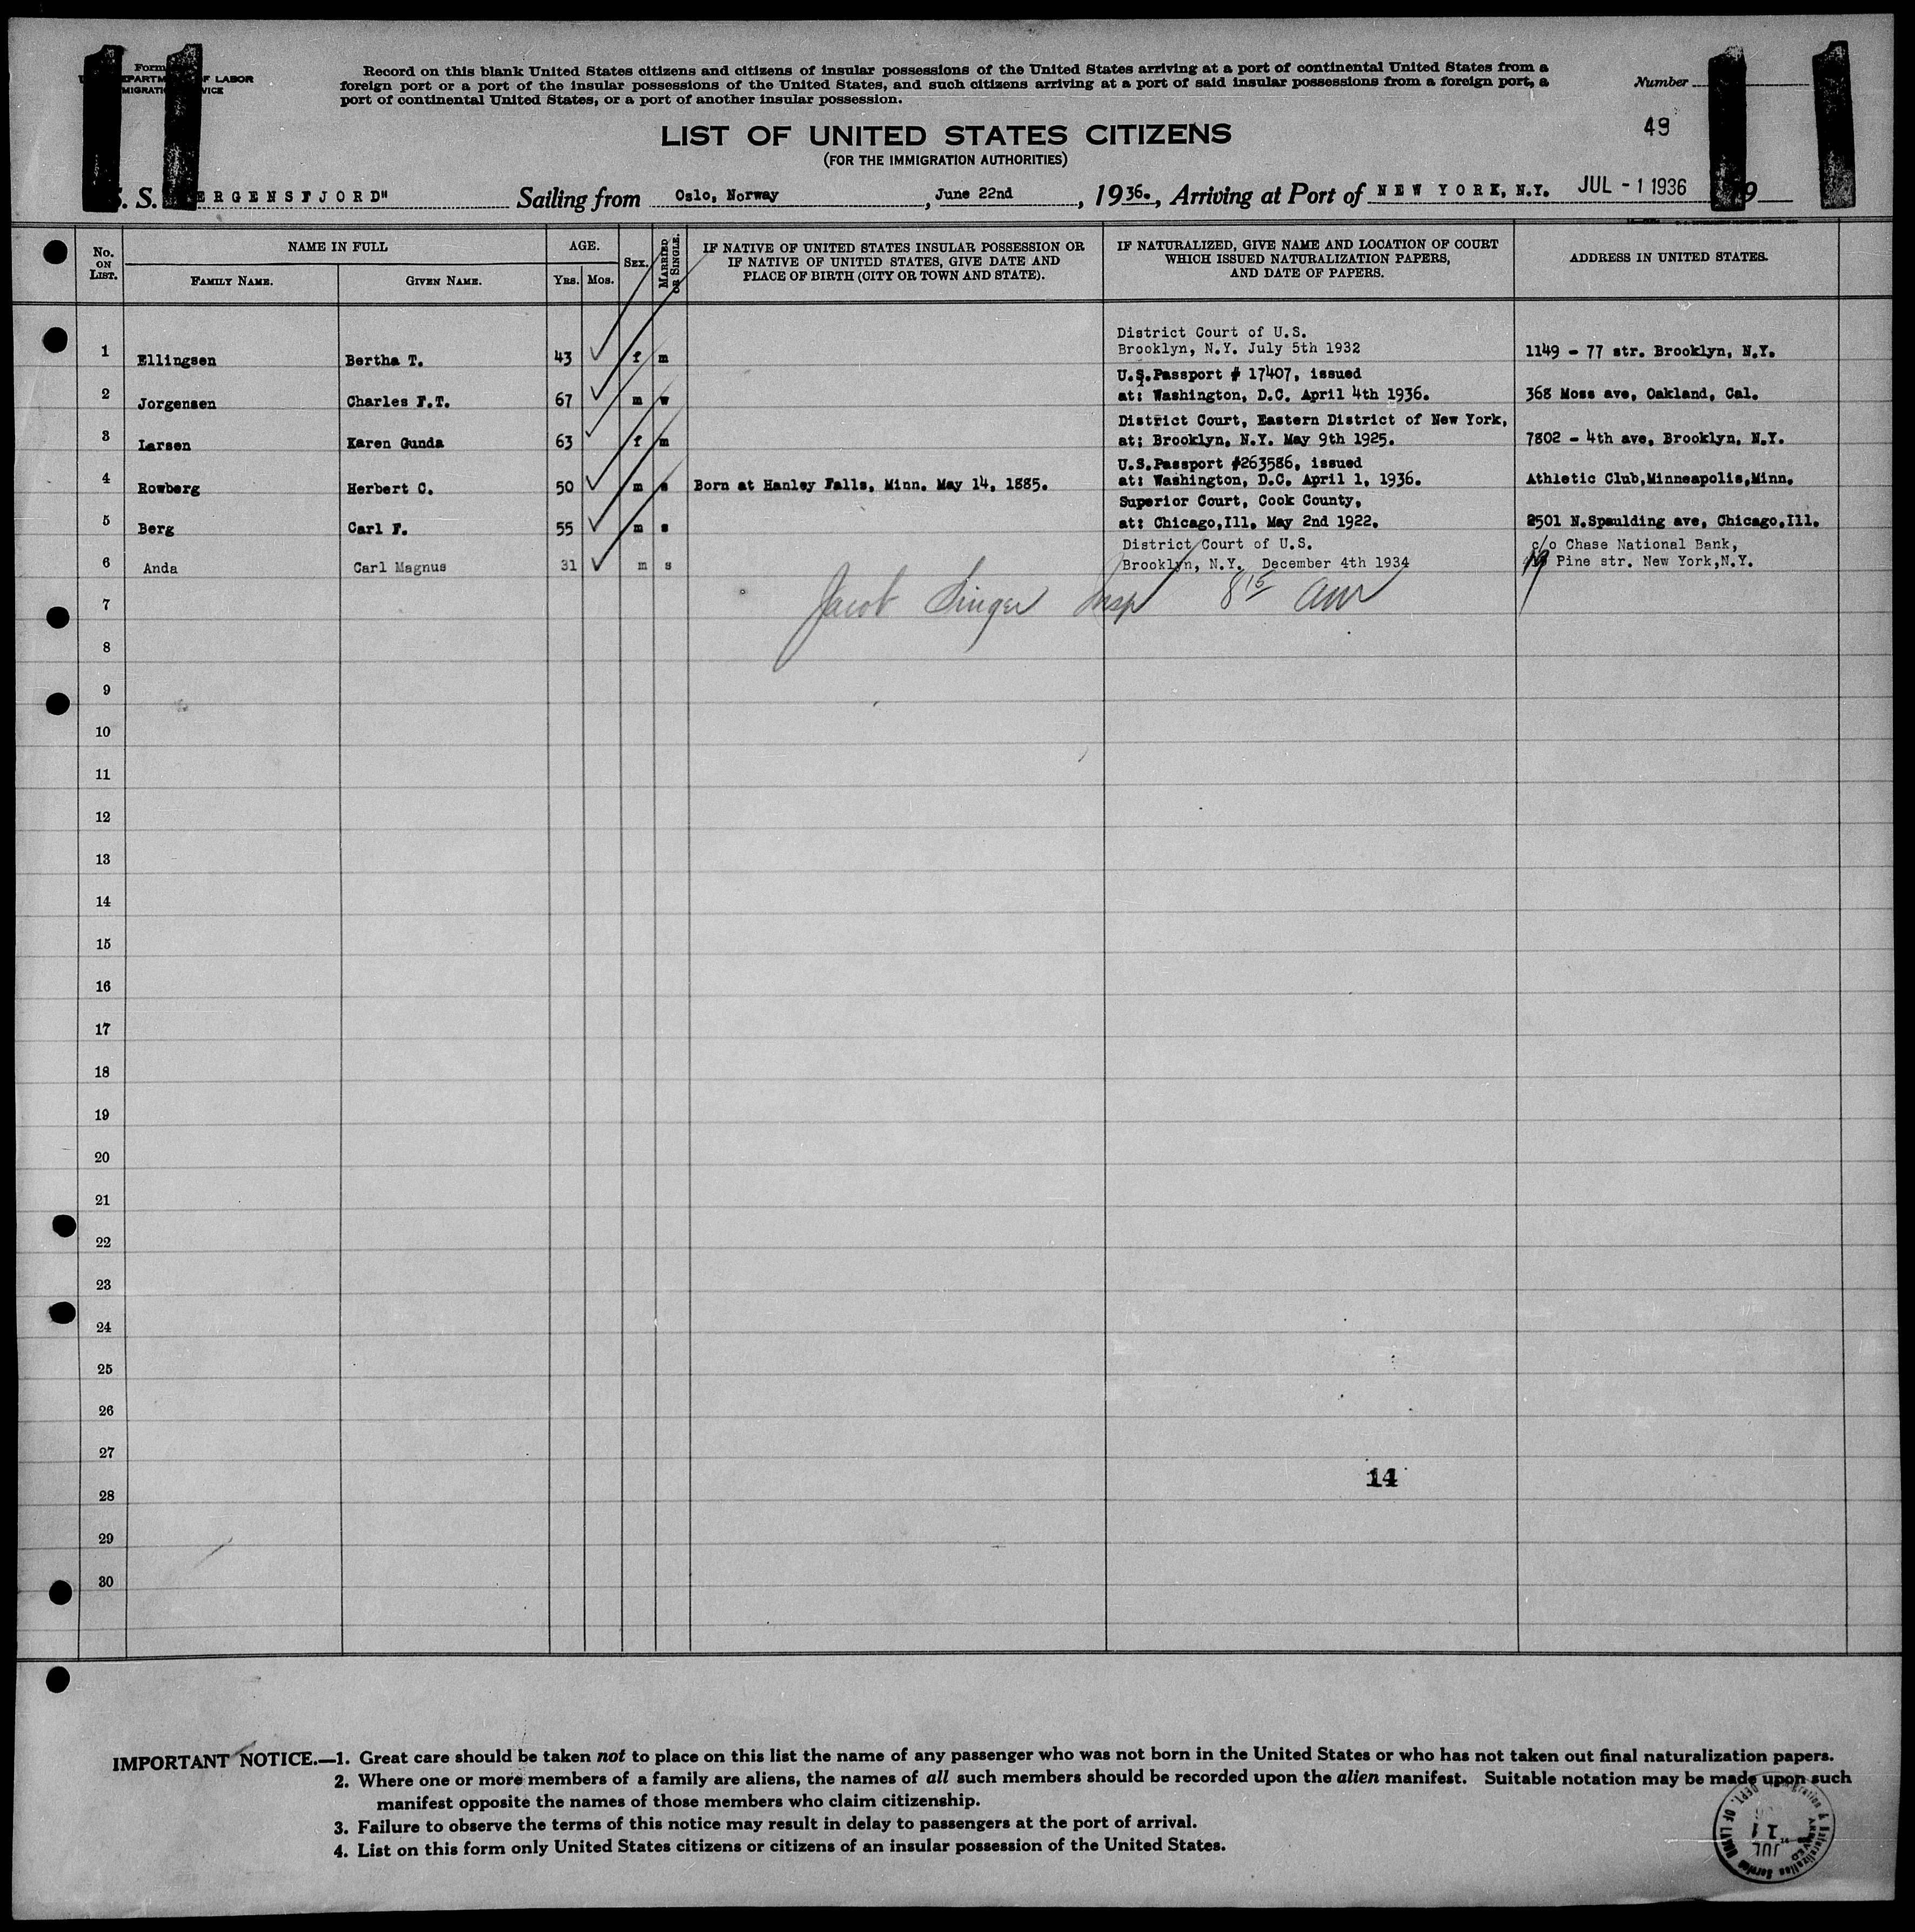 Form
DEPARTMENT OF LABOR
IMMIGRATION SERVICE
Record on this blank United States citizens and citizens of insular possessions of the United States arriving at a port of continental United States from a
foreign port or a port of the insular possessions of the United States, and such citizens arriving at a port of said insular possessions from a foreign port, a
port of continental United States, or a port of another insular possession.
Number
49
LIST OF UNITED STATES CITIZENS
(FOR THE IMMIGRATION AUTHORITIES)
S. S. ERGENSFJORD" Sailing from Oslo, Norway, June 22nd, 1936., Arriving at Port of NEW YORK, N.Y. JUL - 1 1936 19
No. ON LIST.
NAME IN FULL
FAMILY NAME. GIVEN NAME.
AGE.
YRS. MOS.
SEX.
MARRIED OR SINGLE.
IF NATIVE OF UNITED STATES INSULAR POSSESSION OR
IF NATIVE OF UNITED STATES, GIVE DATE AND
PLACE OF BIRTH (CITY OR TOWN AND STATE).
IF NATURALIZED, GIVE NAME AND LOCATION OF COURT
WHICH ISSUED NATURALIZATION PAPERS,
AND DATE OF PAPERS.
ADDRESS IN UNITED STATES.
District Court of U.S.
1 Ellingsen Bertha T. 43 f m Brooklyn, N.Y. July 5th 1932 1149 - 77 str. Brooklyn, N.Y.
U.S.Passport # 17407, issued
2 Jorgensen Charles F.T. 67 m w at: Washington, D.C. April 4th 1936. 368 Moss ave, Oakland, Cal.
District Court, Eastern District of New York,
3 Larsen Karen Gunda 63 f m at; Brooklyn, N.Y. May 9th 1925. 7802 - 4th ave, Brooklyn, N.Y.
U.S.Passport #263586, issued
4 Rowberg Herbert C. 50 m s Born at Hanley Falls, Minn. May 14, 1885. at: Washington, D.C. April 1, 1936. Athletic Club,Minneapolis,Minn.
Superior Court, Cook County,
5 Berg Carl F. 55 m s at: Chicago,Ill. May 2nd 1922. 2501 N.Spaulding ave, Chicago,Ill.
District Court of U.S. c/o Chase National Bank,
6 Anda Carl Magnus 31 m s Brooklyn, N.Y. December 4th 1934 Pine str. New York,N.Y.
7 Jacob Singer Insp 8 15 am
8
9
10
11
12
13
14
15
16
17
18
19
20
21
22
23
24
25
26
27
14
28
29
30
IMPORTANT NOTICE.—1. Great care should be taken not to place on this list the name of any passenger who was not born in the United States or who has not taken out final naturalization papers.
2. Where one or more members of a family are aliens, the names of all such members should be recorded upon the alien manifest. Suitable notation may be made upon such
manifest opposite the names of those members who claim citizenship.
3. Failure to observe the terms of this notice may result in delay to passengers at the port of arrival.
4. List on this form only United States citizens or citizens of an insular possession of the United States.